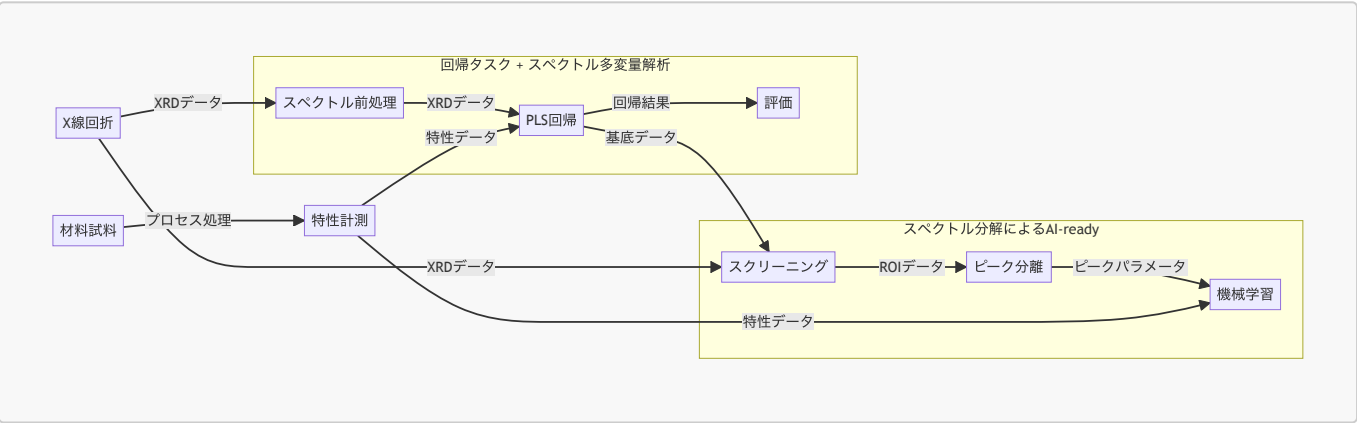 回帰タスク + スペクトル多変量解析
X線回折
XRDデータ
スペクトル前処理
XRDデータ
PLS回帰
回帰結果
評価
特性データ
基底データ
材料試料
プロセス処理
特性計測
スペクトル分解によるAI-ready
XRDデータ
スクリーニング
ROIデータ
ピーク分離
ピークパラメータ
機械学習
特性データ